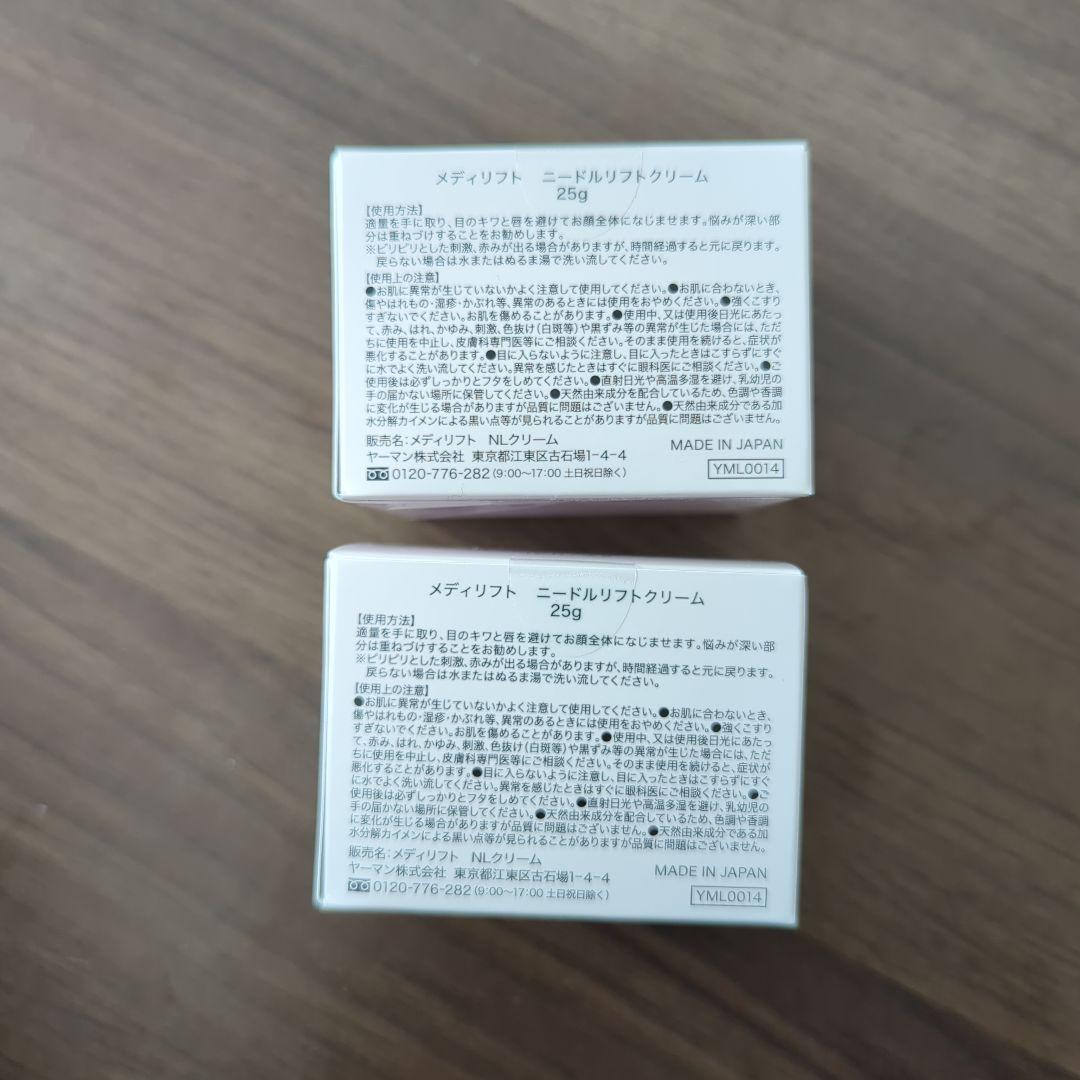 メディリフト ニードルリフトクリーム
25g
【使用方法】
適量を手に取り、目のキワと唇を避けてお顔全体になじませます。悩みが深い部
分は重ねづけすることをお勧めします。
※ピリピリとした刺激、赤みが出る場合がありますが、時間経過すると元に戻ります。
戻らない場合は水またはぬるま湯で洗い流してください。
【使用上の注意】
●お肌に異常が生じていないかよく注意して使用してください。●お肌に合わないとき、
傷やはれもの・湿疹・かぶれ等、異常のあるときには使用をおやめください。●強くこすり
すぎないでください。お肌を傷めることがあります。●使用中、又は使用後日光にあたっ
て、赤み、はれ、かゆみ、刺激、色抜け(白斑等)や黒ずみ等の異常が生じた場合には、ただ
ちに使用を中止し、皮膚科専門医等にご相談ください。そのまま使用を続けると、症状が
悪化することがあります。●目に入らないように注意し、目に入ったときはこすらずにすぐ
に水でよく洗い流してください。異常を感じたときはすぐに眼科医にご相談ください。●ご
使用後は必ずしっかりとフタをしめてください。●直射日光や高温多湿を避け、乳幼児の
手の届かない場所に保管してください。●天然由来成分を配合しているため、色調や香調
に変化が生じる場合がありますが品質に問題はございません。●天然由来成分である加
水分解カイメンによる黒い点等が見られることがありますが品質に問題はございません。
販売名：メディリフト NLクリーム
ヤーマン株式会社 東京都江東区古石場1-4-4
0120-776-282(9:00〜17:00 土日祝日除く)
MADE IN JAPAN
YML0014
メディリフト ニードルリフトクリーム
25g
【使用方法】
適量を手に取り、目のキワと唇を避けてお顔全体になじませます。悩みが深い部
分は重ねづけすることをお勧めします。
※ピリピリとした刺激、赤みが出る場合がありますが、時間経過すると元に戻ります。
戻らない場合は水またはぬるま湯で洗い流してください。
【使用上の注意】
●お肌に異常が生じていないかよく注意して使用してください。●お肌に合わないとき、
傷やはれもの・湿疹・かぶれ等、異常のあるときには使用をおやめください。●強くこすり
すぎないでください。お肌を傷めることがあります。●使用中、又は使用後日光にあたっ
て、赤み、はれ、かゆみ、刺激、色抜け(白斑等)や黒ずみ等の異常が生じた場合には、ただ
ちに使用を中止し、皮膚科専門医等にご相談ください。そのまま使用を続けると、症状が
悪化することがあります。●目に入らないように注意し、目に入ったときはこすらずにすぐ
に水でよく洗い流してください。異常を感じたときはすぐに眼科医にご相談ください。●ご
使用後は必ずしっかりとフタをしめてください。●直射日光や高温多湿を避け、乳幼児の
手の届かない場所に保管してください。●天然由来成分を配合しているため、色調や香調
に変化が生じる場合がありますが品質に問題はございません。●天然由来成分である加
水分解カイメンによる黒い点等が見られることがありますが品質に問題はございません。
販売名：メディリフト NLクリーム
ヤーマン株式会社 東京都江東区古石場1-4-4
0120-776-282(9:00〜17:00 土日祝日除く)
MADE IN JAPAN
YML0014